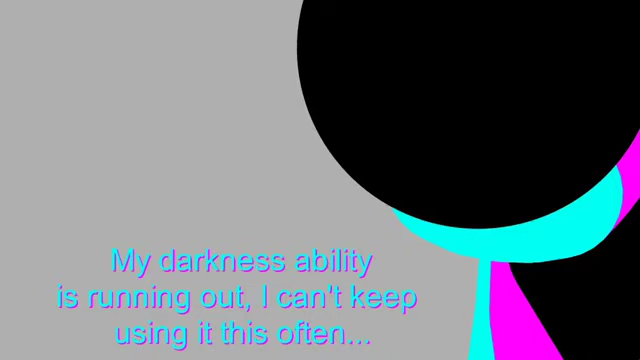 My darkness ability
is running out, I can't keep
using it this often...